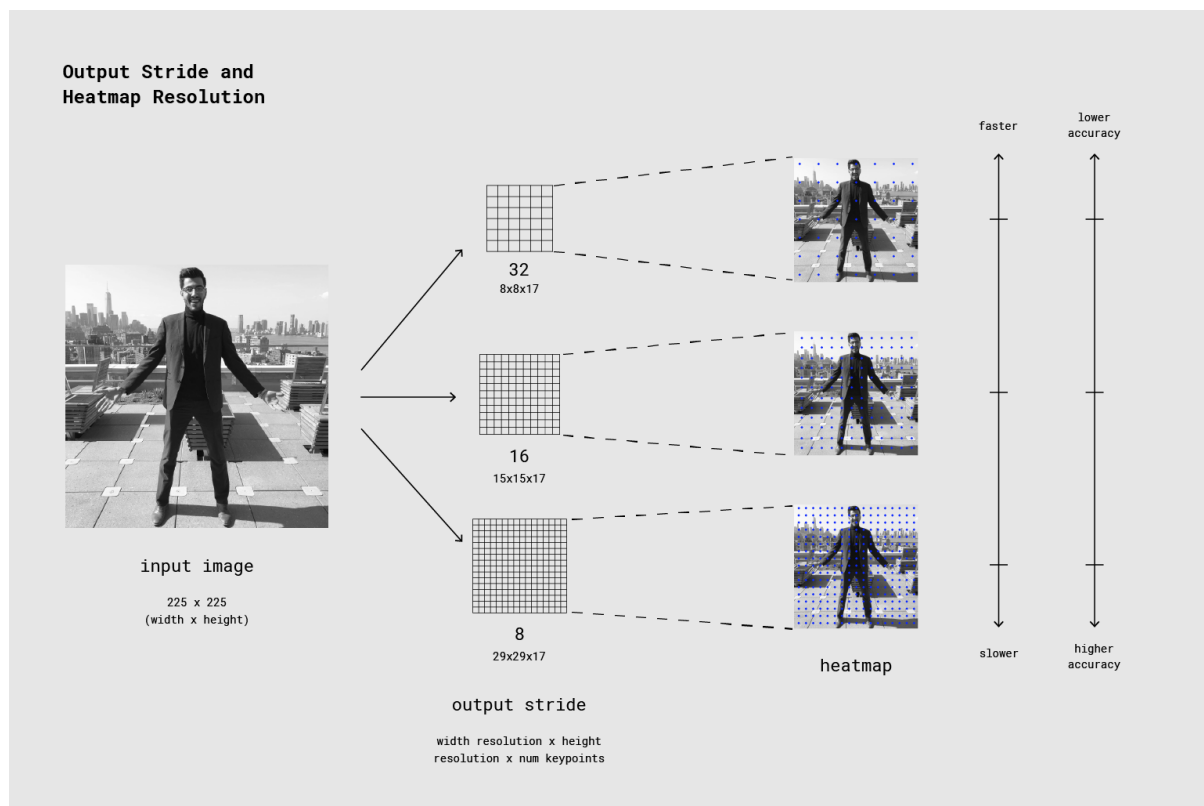 Output Stride and
Heatmap Resolution
input image
225 x 225
(width x height)
32
8x8x17
16
15x15x17
8
29x29x17
output stride
width resolution x height
resolution x num keypoints
heatmap
faster
slower
lower
accuracy
higher
accuracy